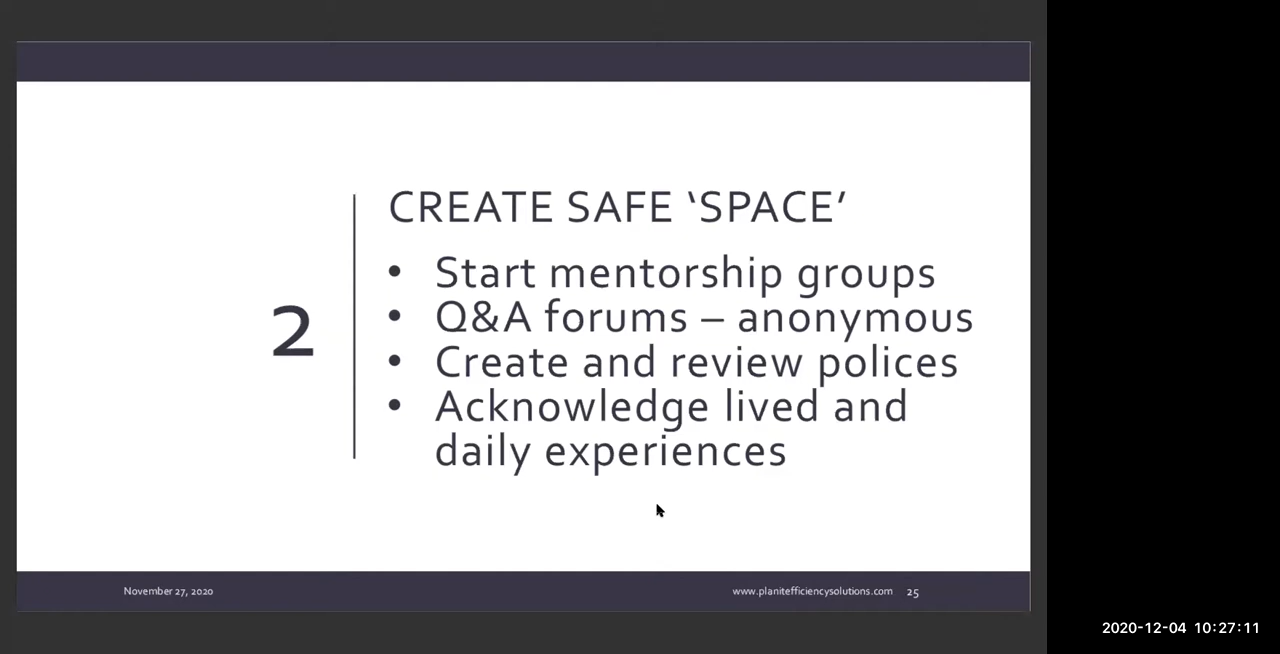 CREATE SAFE ‘SPACE’
2
• Start mentorship groups
• Q&A forums – anonymous
• Create and review polices
• Acknowledge lived and
daily experiences
November 27, 2020
www.planitefficiencysolutions.com 25
2020-12-04 10:27:11